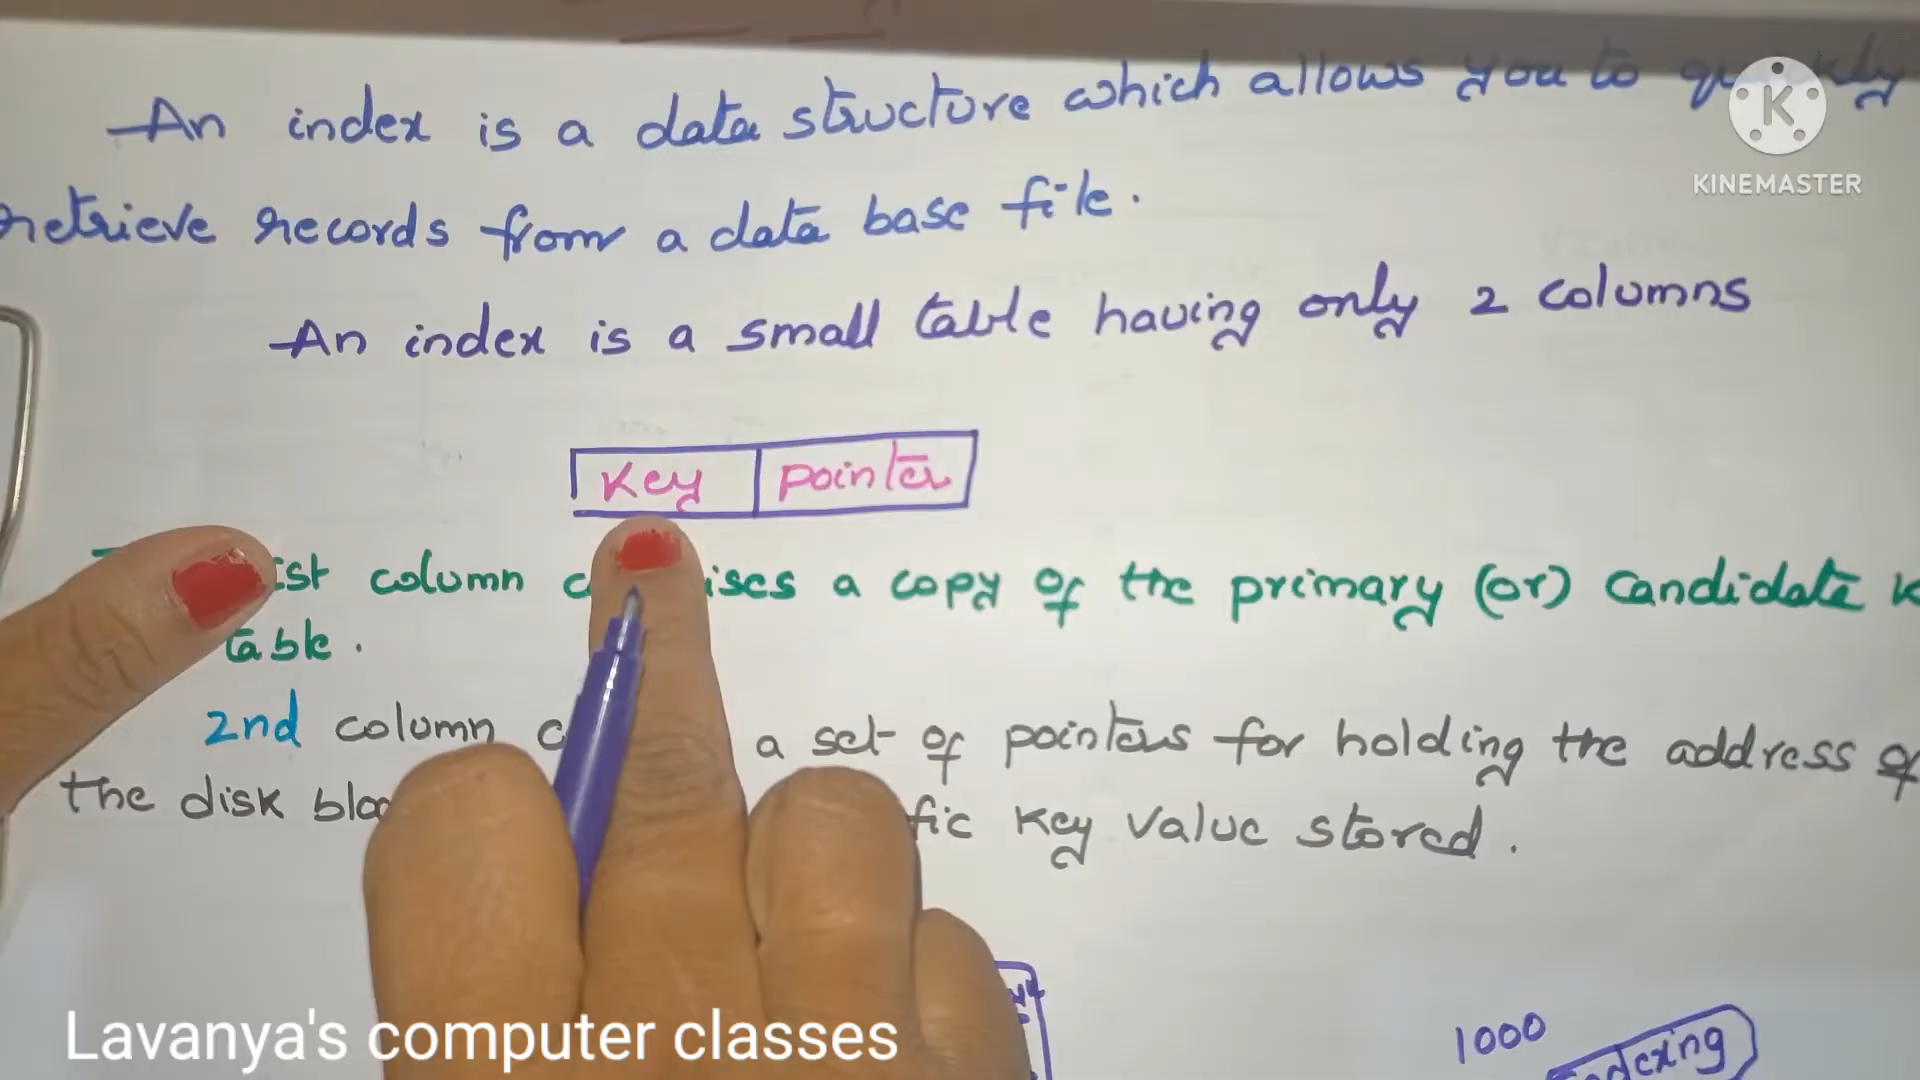 An index is a data structure which allows you to quickly
retrieve records from a data base file.
An index is a small table having only 2 columns
Key pointer
1st column a copy of the primary (or) candidate
table.
2nd column a set of pointers for holding the address of
the disk key value stored.
1000
KINEMASTER
Lavanya's computer classes